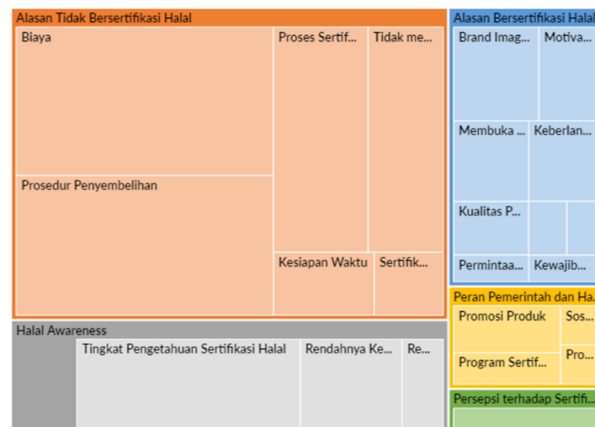 Alasan Tidak Bersertifikasi Halal
Biaya
Proses Sertif...
Tidak me...
Prosedur Penyembelihan
Kesiapan Waktu
Sertifik...
Alasan Bersertifikasi Halal
Brand Imag...
Motiva...
Membuka ...
Keberlan...
Kualitas P...
Permintaa...
Kewajib...
Peran Pemerintah dan Ha...
Promosi Produk
Sos...
Program Sertif...
Pro...
Halal Awareness
Tingkat Pengetahuan Sertifikasi Halal
Rendahnya Ke...
Re...
Persepsi terhadap Sertifi...